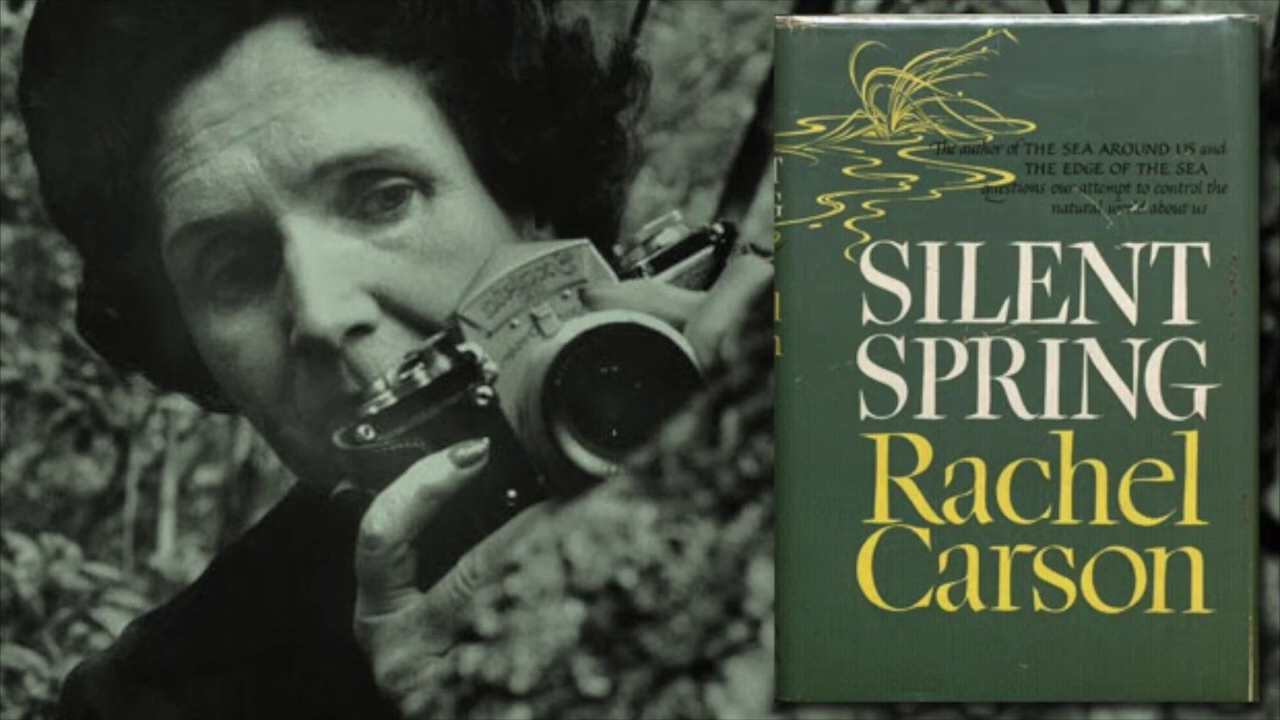 The author of THE SEA AROUND US and
THE EDGE OF THE SEA
questions our attempt to control the
natural world about us
SILENT
SPRING
Rachel
Carson